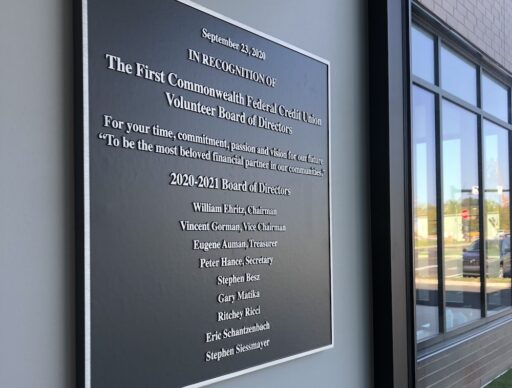 September 23, 2020
IN RECOGNITION OF
The First Commonwealth Federal Credit Union
Volunteer Board of Directors
For your time, commitment, passion and vision for our future
“To be the most beloved financial partner in our communities.”
2020-2021 Board of Directors
William Ehritz, Chairman
Vincent Gorman, Vice Chairman
Eugene Auman, Treasurer
Peter Hance, Secretary
Stephen Besz
Gary Matika
Ritchey Ricci
Eric Schantzenbach
Stephen Siessmayer